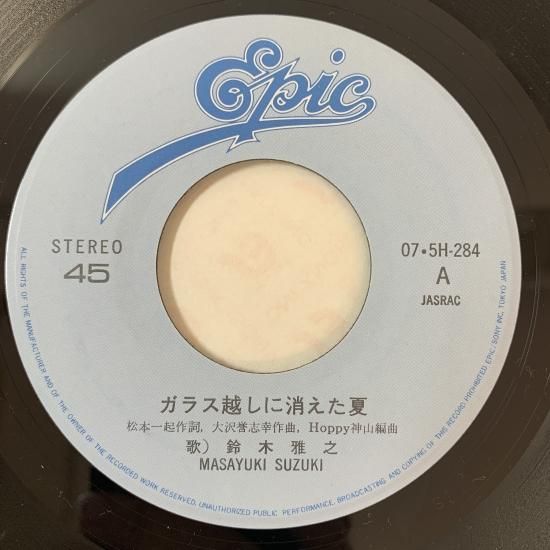 Epic
STEREO
45
07•5H-284
A
JASRAC
ガラス越しに消えた夏
松本一起作詞, 大沢誉志幸作曲, Hoppy神山編曲
歌) 鈴木雅之
MASAYUKI SUZUKI
ALL RIGHTS OF THE MANUFACTURER AND OF THE OWNER OF THE RECORDED WORK RESERVED. UNAUTHORIZED PUBLIC PERFORMANCE, BROADCASTING AND COPYING OF THIS RECORD PROHIBITED EPIC/SONY INC. TOKYO JAPAN